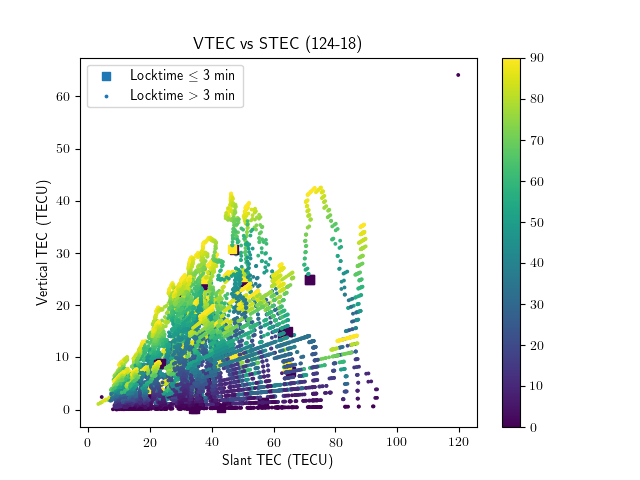 VTEC vs STEC (124-18)
Locktime ≤ 3 min
Locktime > 3 min
Vertical TEC (TECU)
60
50
40
30
20
10
0
0 20 40 60 80 100 120
Slant TEC (TECU)
90
80
70
60
50
40
30
20
10
0